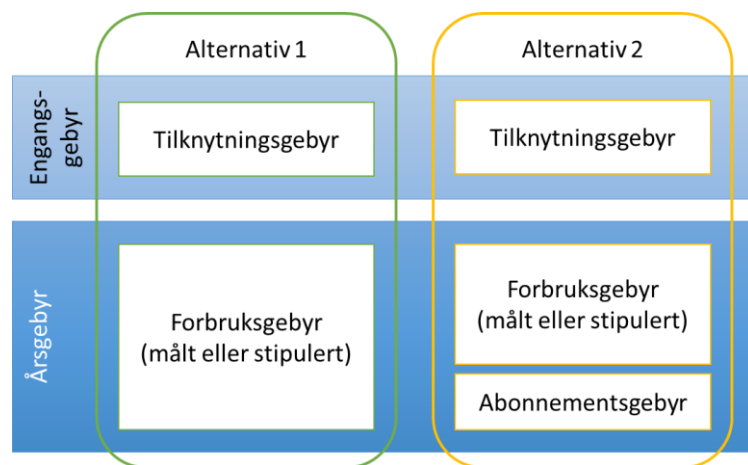 Alternativ 1
Alternativ 2
Engangs-
gebyr
Tilknytningsgebyr
Tilknytningsgebyr
Årsgebyr
Forbruksgebyr
(målt eller stipulert)
Forbruksgebyr
(målt eller stipulert)
Abonnementsgebyr